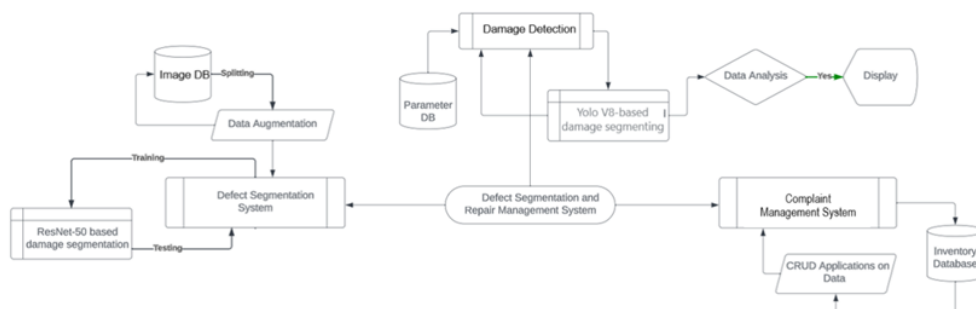 Damage Detection
Image DB
Splitting
Data Analysis
Yes
Display
Parameter
DB
Yolo V8-based
damage segmenting
Data Augmentation
Training
Defect Segmentation
System
Defect Segmentation and
Repair Management System
Complaint
Management System
ResNet-50 based
damage segmentation
Testing
Inventory
Database
CRUD Applications on
Data